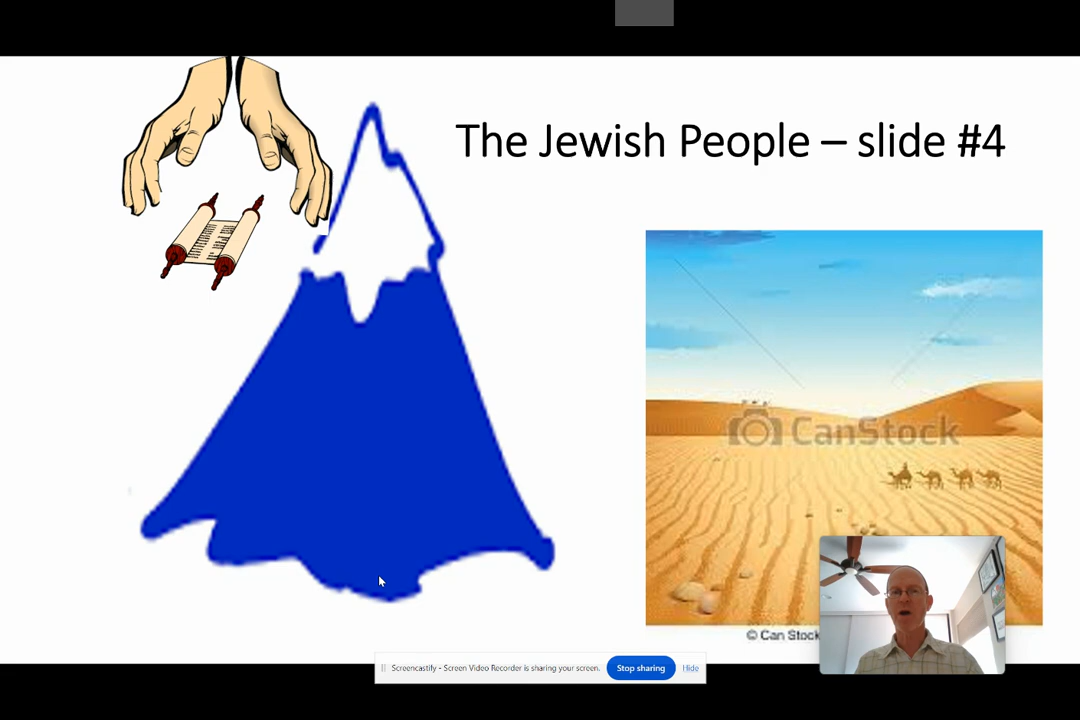 The Jewish People – slide #4
CanStock
© Can Stock
Screencastify - Screen Video Recorder is sharing your screen.
Stop sharing
Hide